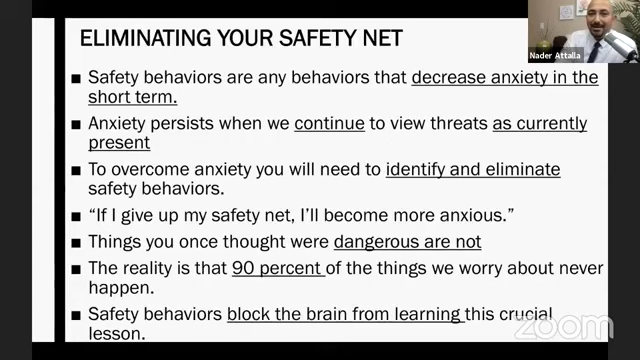 ELIMINATING YOUR SAFETY NET
Nader Attalla
■ Safety behaviors are any behaviors that decrease anxiety in the
short term.
■ Anxiety persists when we continue to view threats as currently
present
■ To overcome anxiety you will need to identify and eliminate
safety behaviors.
■ “If I give up my safety net, I’ll become more anxious.”
■ Things you once thought were dangerous are not
■ The reality is that 90 percent of the things we worry about never
happen.
■ Safety behaviors block the brain from learning this crucial
lesson.
zoom